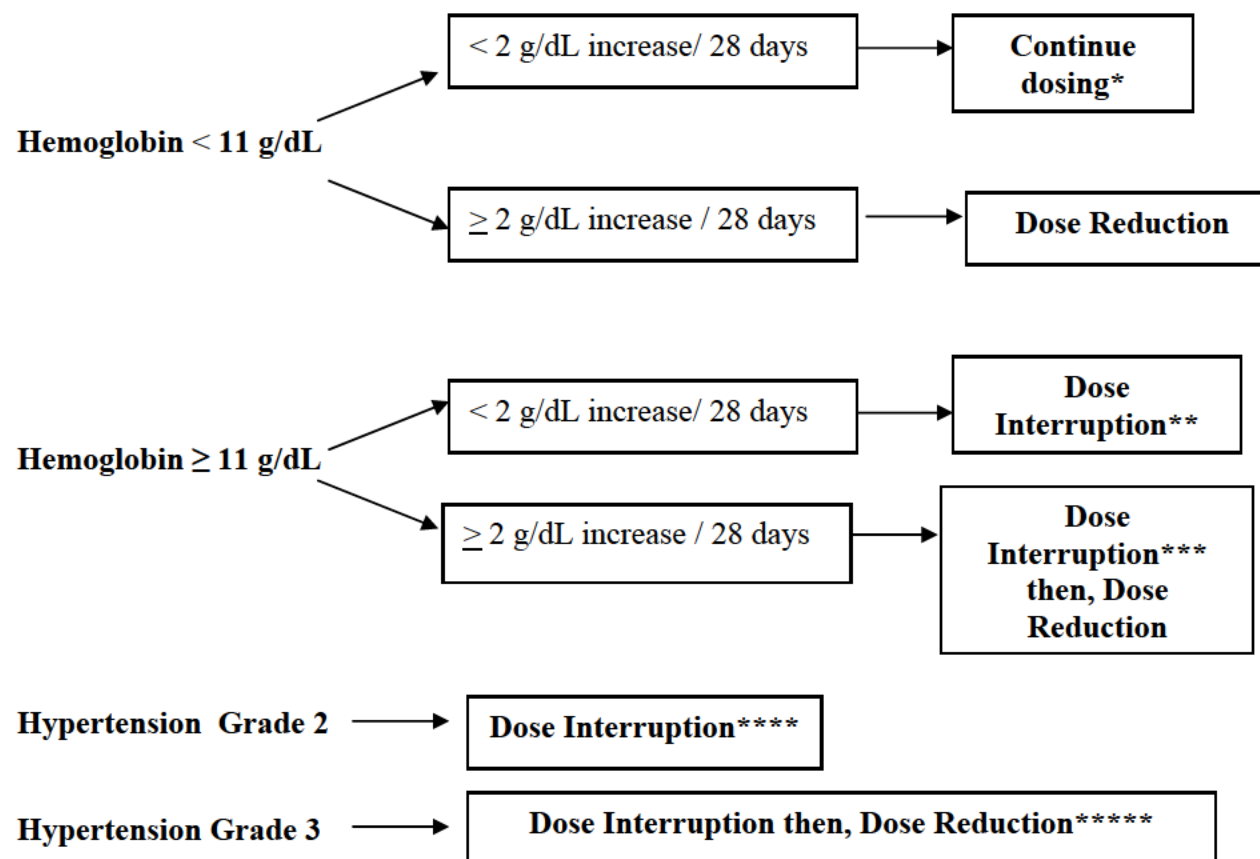 < 2 g/dL increase/ 28 days
Continue
dosing*
Hemoglobin < 11 g/dL
≥ 2 g/dL increase / 28 days
Dose Reduction
< 2 g/dL increase/ 28 days
Dose
Interruption**
Hemoglobin ≥ 11 g/dL
≥ 2 g/dL increase / 28 days
Dose
Interruption***
then, Dose
Reduction
Hypertension Grade 2
Dose Interruption****
Hypertension Grade 3
Dose Interruption then, Dose Reduction*****